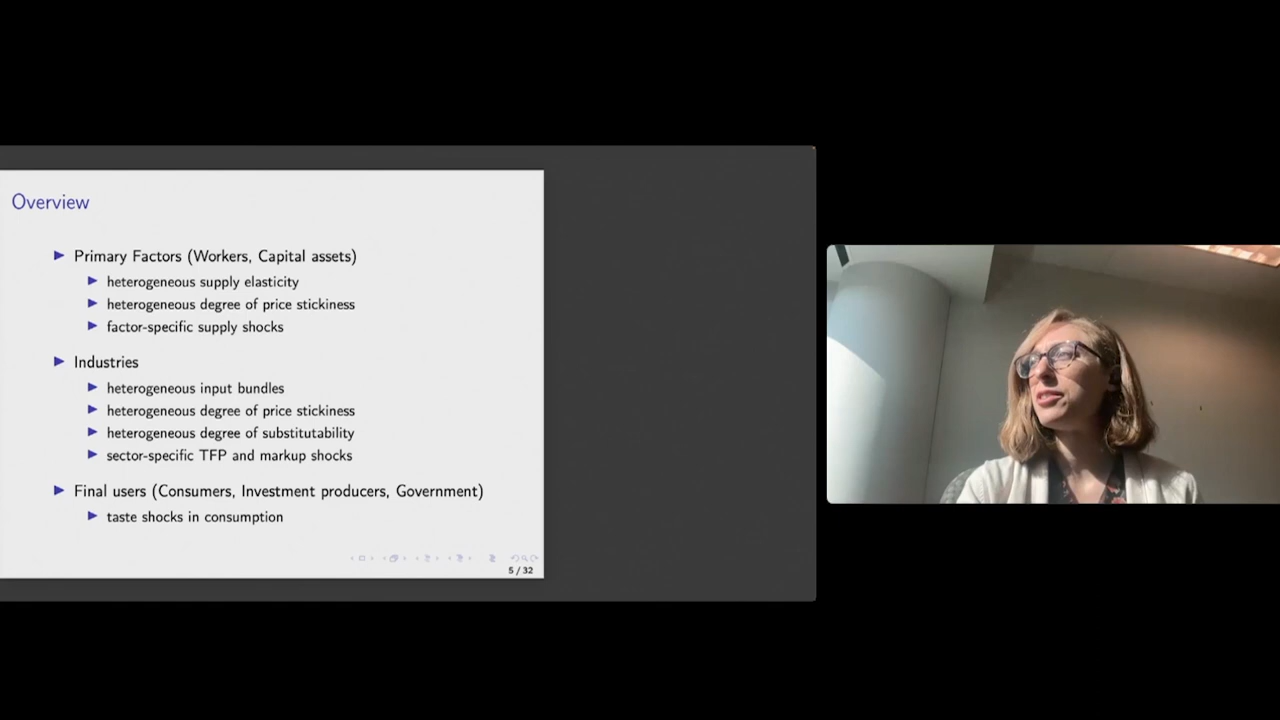 Overview
Primary Factors (Workers, Capital assets)
heterogeneous supply elasticity
heterogeneous degree of price stickiness
factor-specific supply shocks
Industries
heterogeneous input bundles
heterogeneous degree of price stickiness
heterogeneous degree of substitutability
sector-specific TFP and markup shocks
Final users (Consumers, Investment producers, Government)
taste shocks in consumption
5 / 32